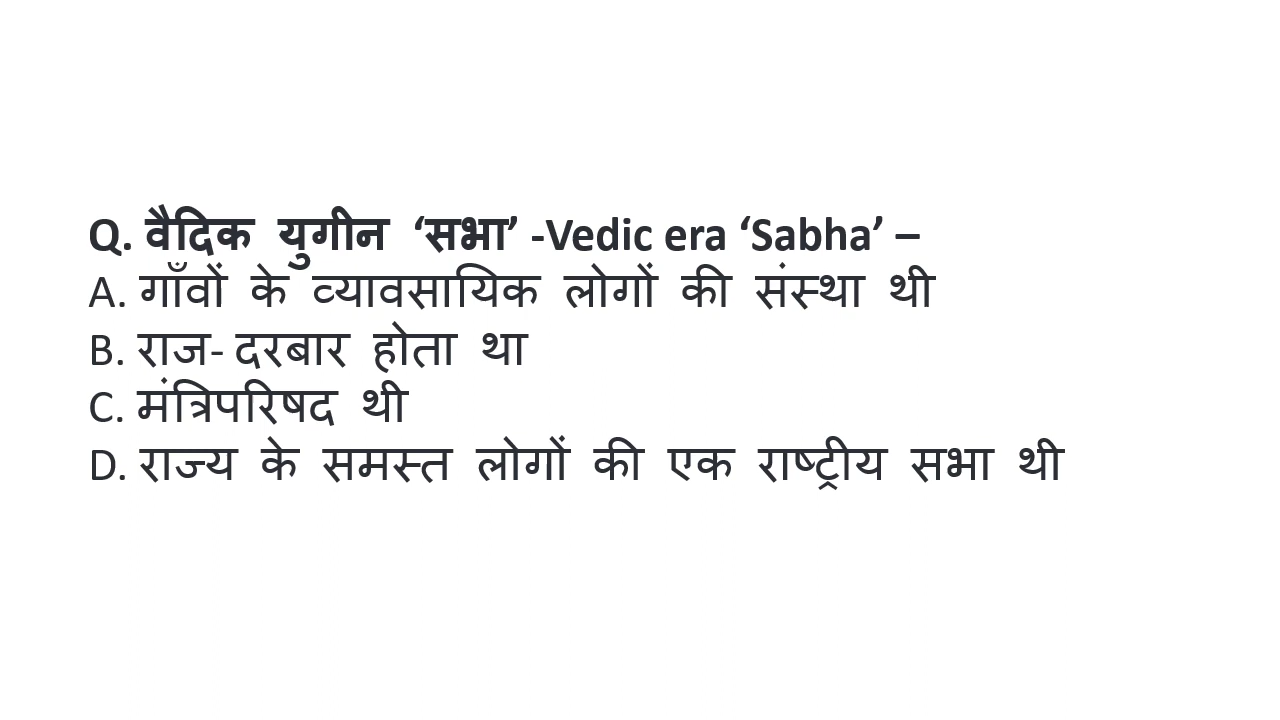 Q. वैदिक युगीन ‘सभा’ -Vedic era ‘Sabha’ –
A. गाँवों के व्यावसायिक लोगों की संस्था थी
B. राज- दरबार होता था
C. मंत्रिपरिषद थी
D. राज्य के समस्त लोगों की एक राष्ट्रीय सभा थी